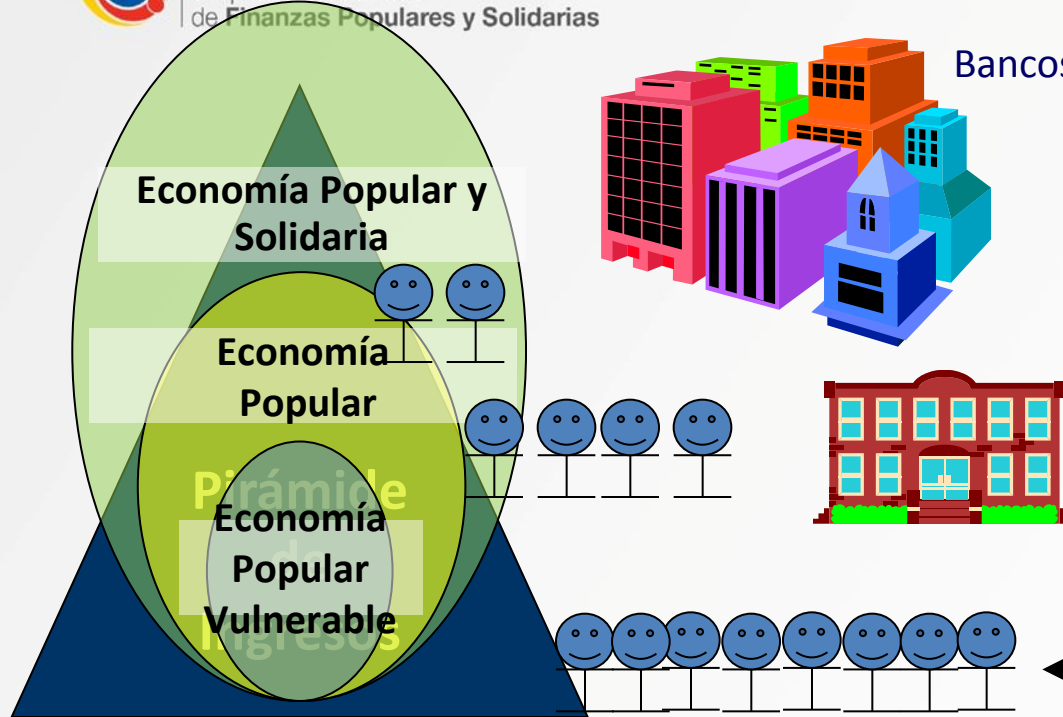 de Finanzas Populares y Solidarias
Bancos
Economía Popular y
Solidaria
Economía
Popular
Pirámide
de
Ingresos
Economía
Popular
Vulnerable